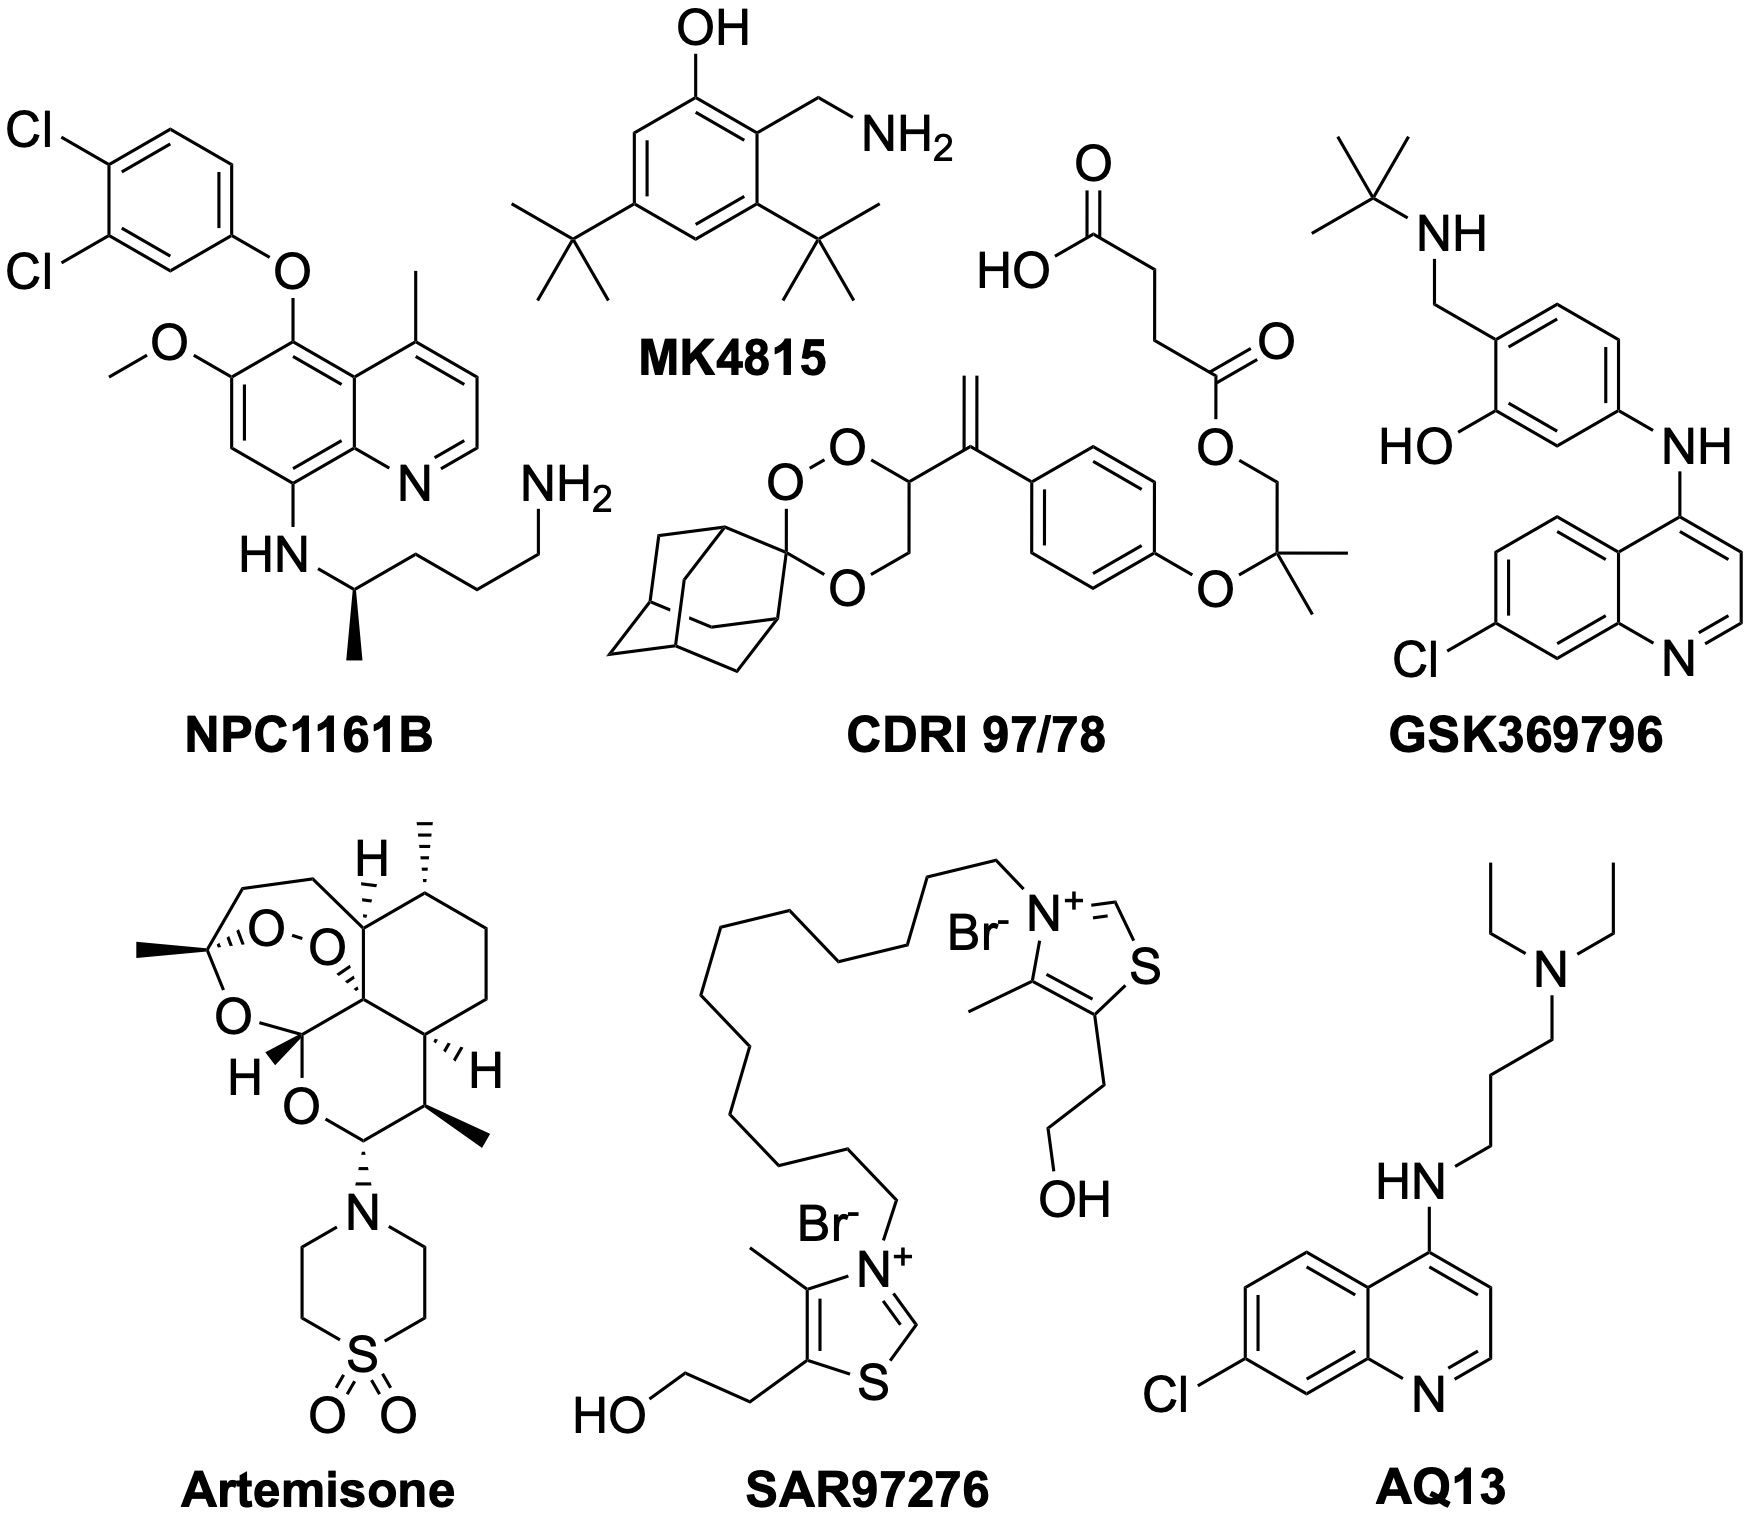 OH
Cl
NH2
O
Cl
O
HO
NH
O
O
MK4815
HO
NH
O
O
O
N
NH2
HN
O
O
Cl
N
NPC1161B
CDRI 97/78
GSK369796
H
O
O
N+
Br-
S
N
O
H
H
O
OH
HN
N
Br-
N+
S
S
O
O
HO
Cl
N
Artemisone
SAR97276
AQ13